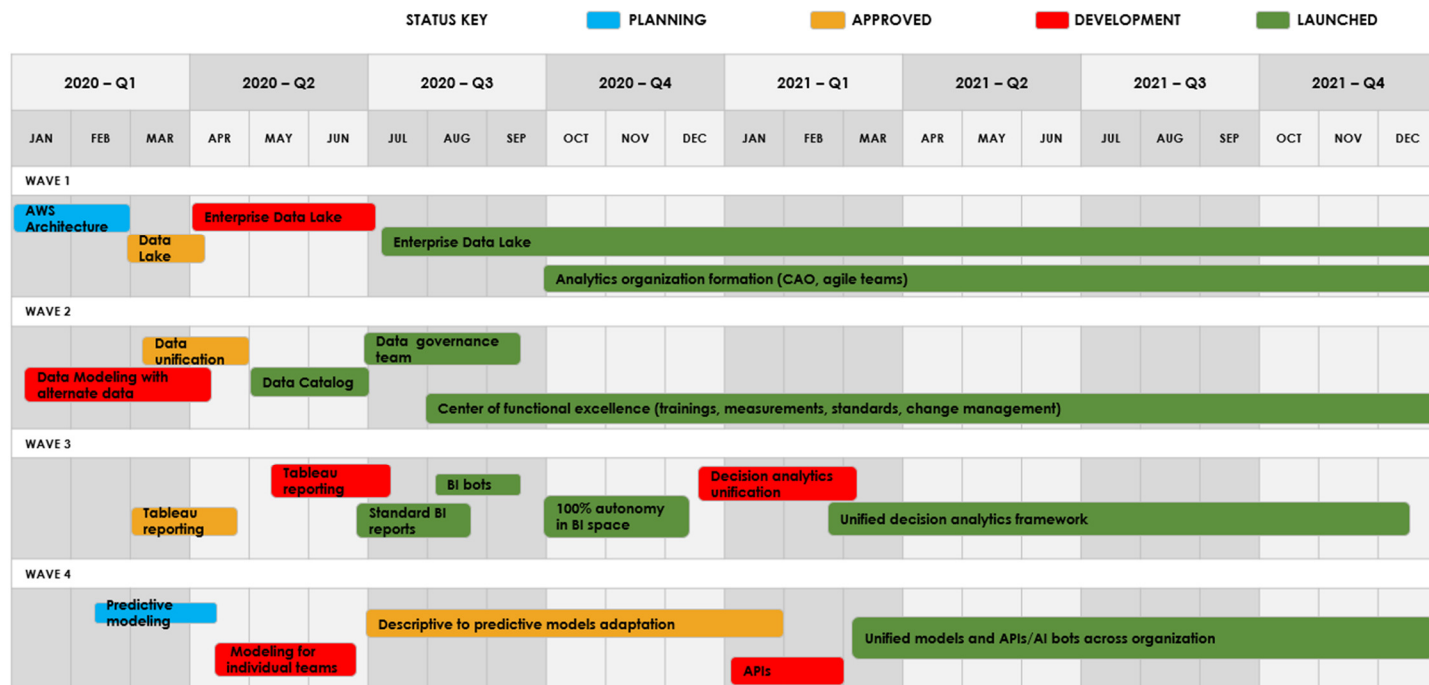 STATUS KEY PLANNING APPROVED DEVELOPMENT LAUNCHED
2020 – Q1 2020 – Q2 2020 – Q3 2020 – Q4 2021 – Q1 2021 – Q2 2021 – Q3 2021 – Q4
JAN FEB MAR APR MAY JUN JUL AUG SEP OCT NOV DEC JAN FEB MAR APR MAY JUN JUL AUG SEP OCT NOV DEC
WAVE 1
AWS
Architecture
Enterprise Data Lake
Data
Lake
Enterprise Data Lake
Analytics organization formation (CAO, agile teams)
WAVE 2
Data
unification
Data governance
team
Data Modeling with
alternate data
Data Catalog
Center of functional excellence (trainings, measurements, standards, change management)
WAVE 3
Tableau
reporting
BI bots
Decision analytics
unification
Tableau
reporting
Standard BI
reports
100% autonomy
in BI space
Unified decision analytics framework
WAVE 4
Predictive
modeling
Descriptive to predictive models adaptation
Unified models and APIs/AI bots across organization
Modeling for
individual teams
APIs